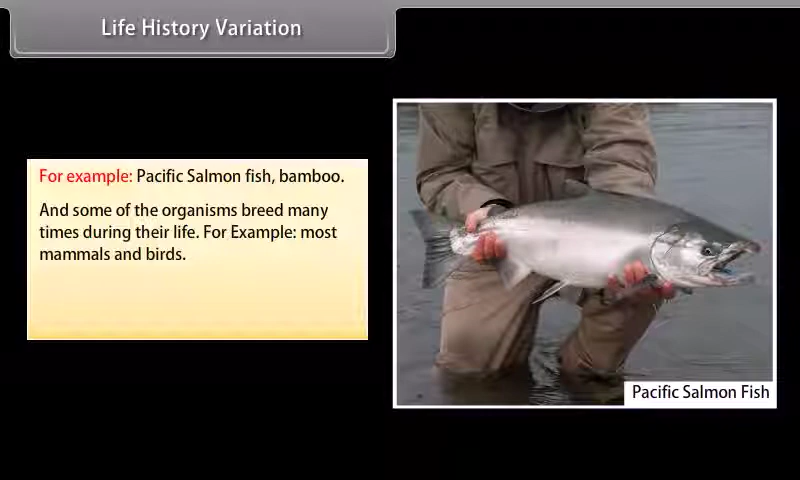 Life History Variation
For example: Pacific Salmon fish, bamboo.
And some of the organisms breed many
times during their life. For Example: most
mammals and birds.
Pacific Salmon Fish